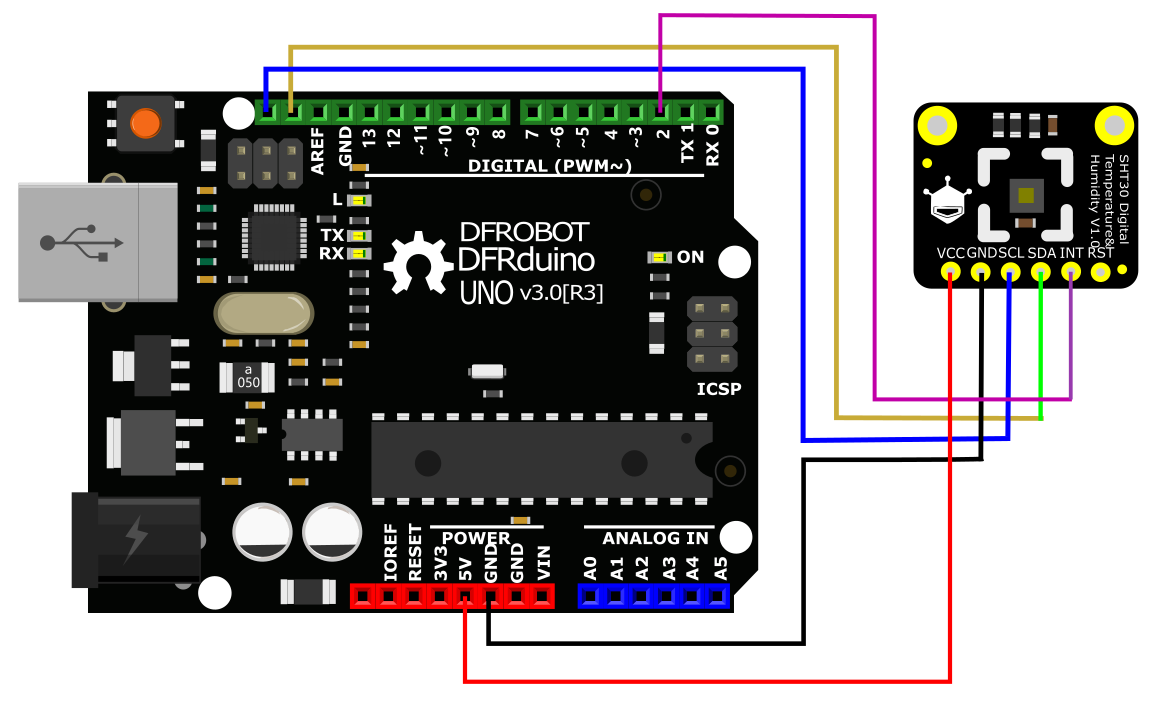 AREF
GND
13
12
~11
~10
~9
8
7
~6
~5
4
~3
2
TX 1
RX 0
DIGITAL (PWM~)
L
TX
RX
DFROBOT
DFRduino
UNO v3.0[R3]
ON
ICSP
a
050
POWER
IOREF
RESET
3V3
5V
GND
GND
VIN
ANALOG IN
A0
A1
A2
A3
A4
A5
SHT30 Digital
Temperature&
Humidity V1.0
VCC GND SCL SDA INT RST